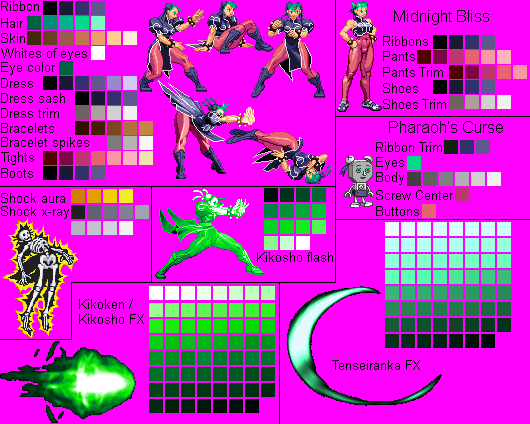 Ribbon
Hair
Skin
Whites of eyes
Eye color
Dress
Dress sash
Dress trim
Bracelets
Bracelet spikes
Tights
Boots
Midnight Bliss
Ribbons
Pants
Pants Trim
Shoes
Shoes Trim
Pharaoh's Curse
Ribbon Trim
Eyes
Body
Screw Center
Buttons
Shock aura
Shock x-ray
Kikosho flash
Kikoken /
Kikosho FX
Tenseiranka FX